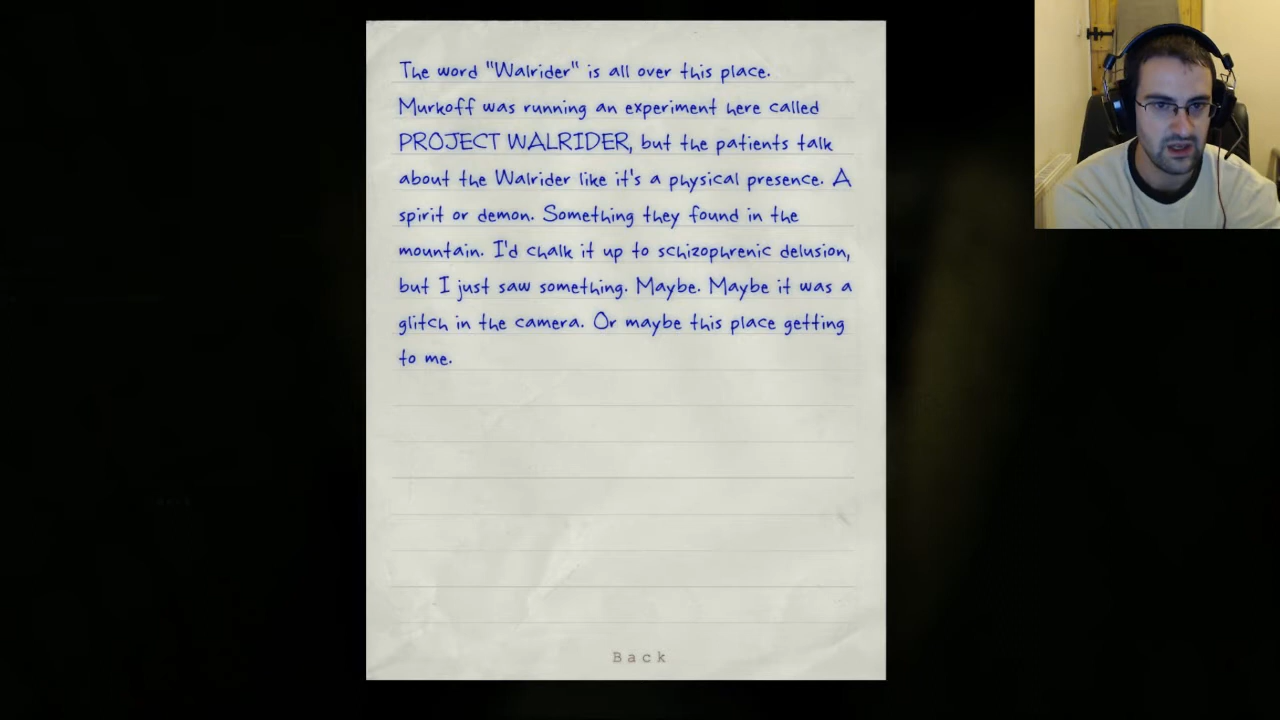 The word "Walrider" is all over this place.
Murkoff was running an experiment here called
PROJECT WALRIDER, but the patients talk
about the Walrider like it's a physical presence. A
spirit or demon. Something they found in the
mountain. I'd chalk it up to schizophrenic delusion,
but I just saw something. Maybe. Maybe it was a
glitch in the camera. Or maybe this place getting
to me.
Back